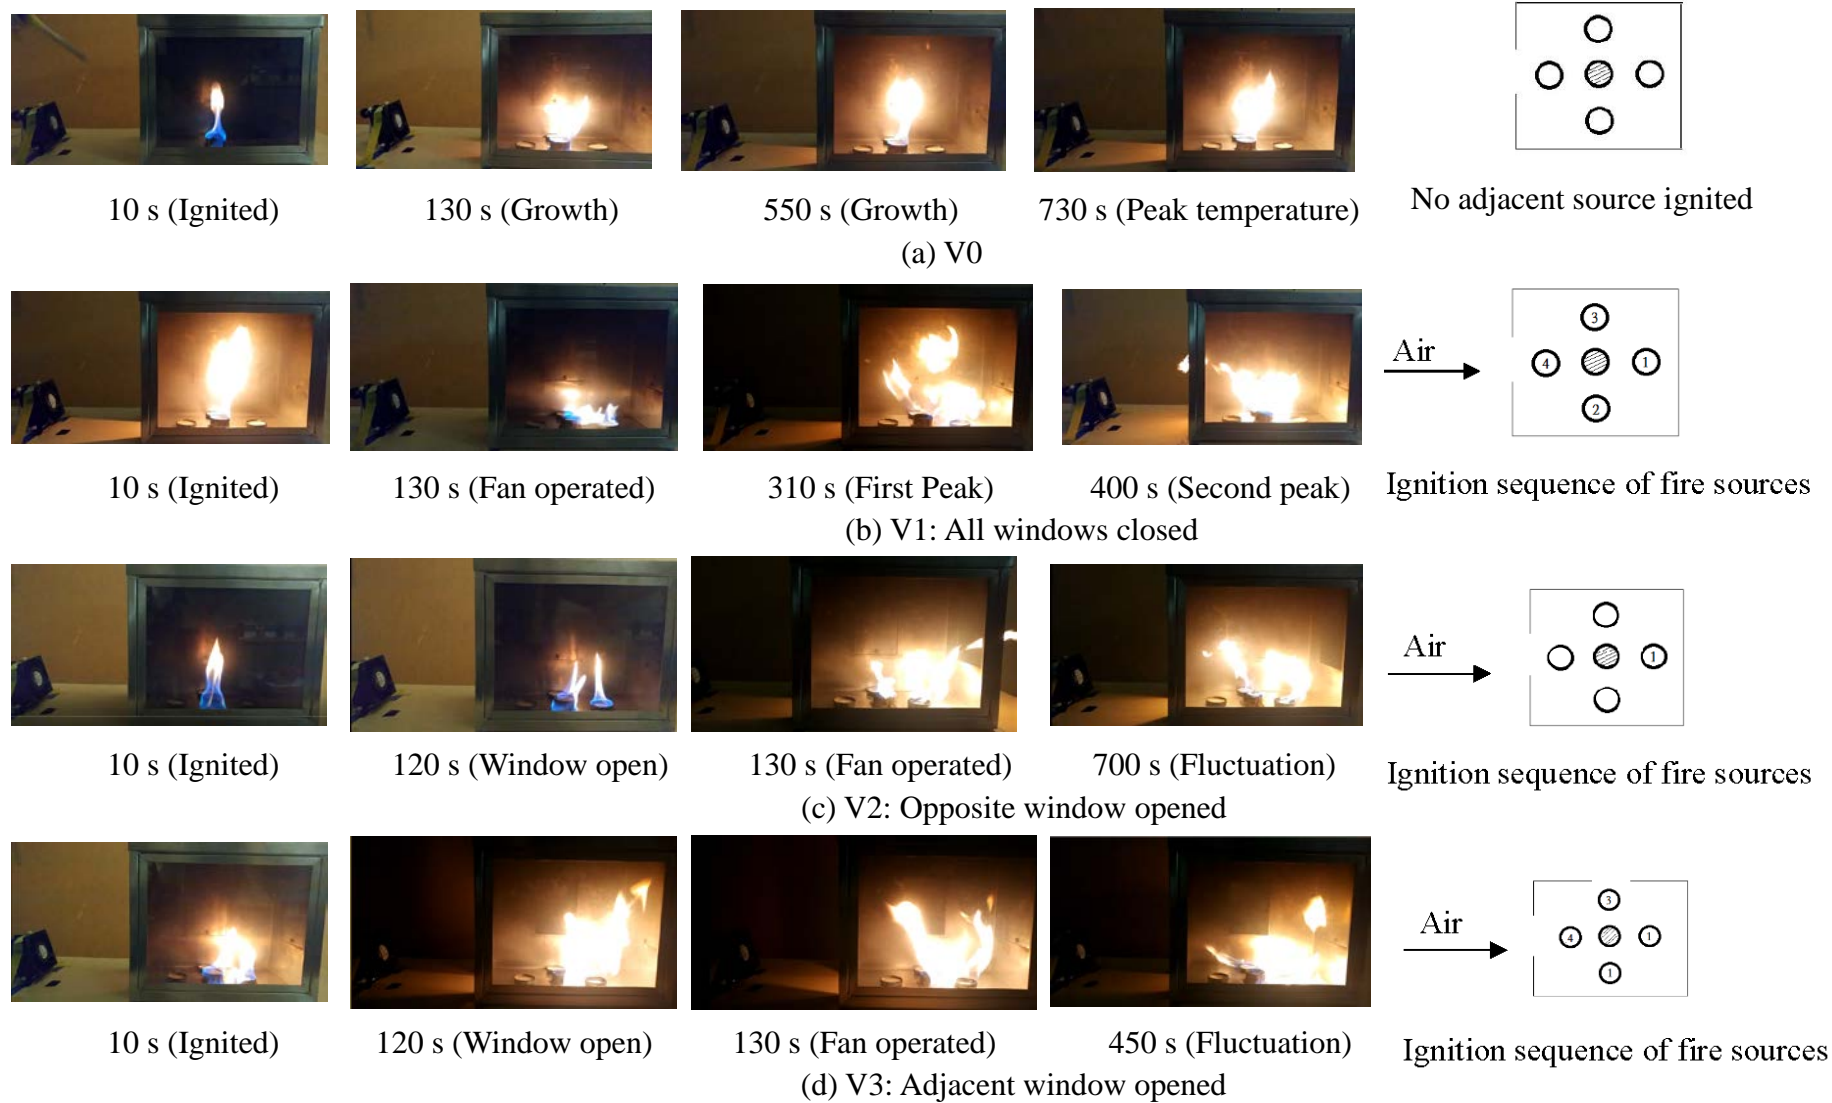 10 s (Ignited) 130 s (Growth) 550 s (Growth) 730 s (Peak temperature) No adjacent source ignited
(a) V0
Air 3 4 1 2
10 s (Ignited) 130 s (Fan operated) 310 s (First Peak) 400 s (Second peak) Ignition sequence of fire sources
(b) V1: All windows closed
Air 1
10 s (Ignited) 120 s (Window open) 130 s (Fan operated) 700 s (Fluctuation) Ignition sequence of fire sources
(c) V2: Opposite window opened
Air 3 4 1 1
10 s (Ignited) 120 s (Window open) 130 s (Fan operated) 450 s (Fluctuation) Ignition sequence of fire sources
(d) V3: Adjacent window opened